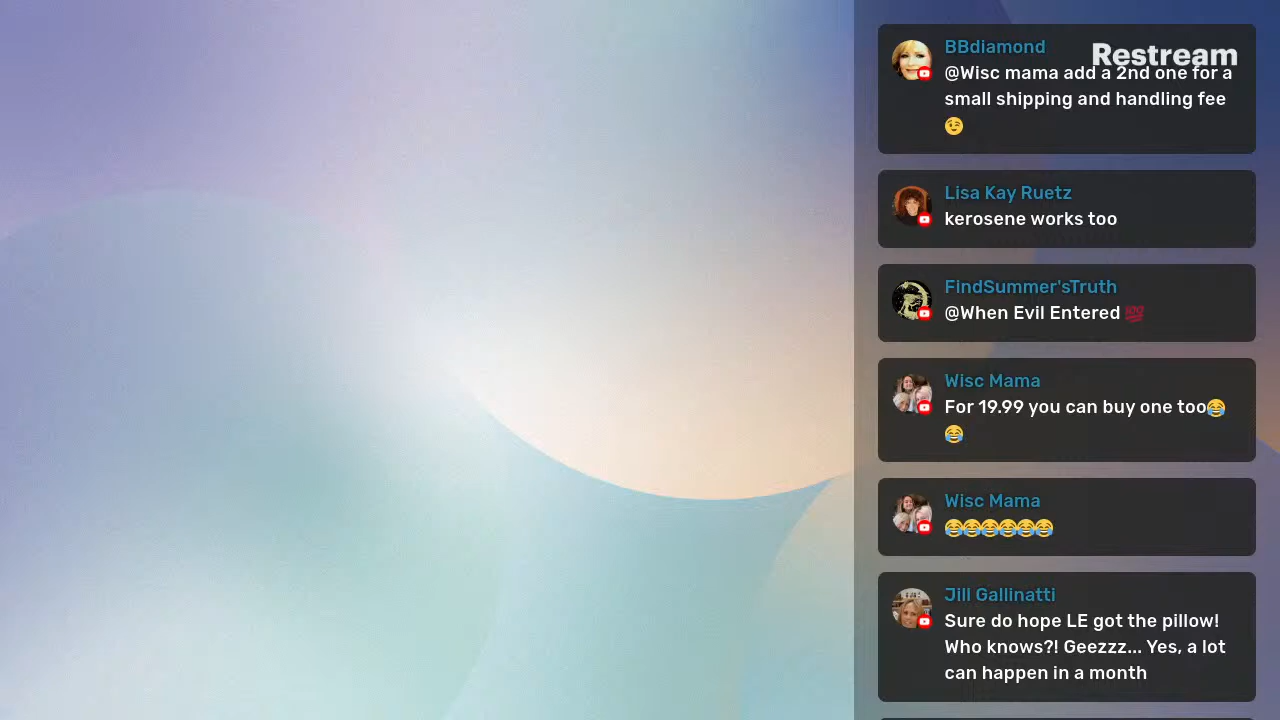 BBdiamond
Restream
@Wisc mama add a 2nd one for a
small shipping and handling fee
😉
Lisa Kay Ruetz
kerosene works too
FindSummer'sTruth
@When Evil Entered 💯
Wisc Mama
For 19.99 you can buy one too😂
😂
Wisc Mama
😂😂😂😂😂😂
Jill Gallinatti
Sure do hope LE got the pillow!
Who knows?! Geezzz... Yes, a lot
can happen in a month